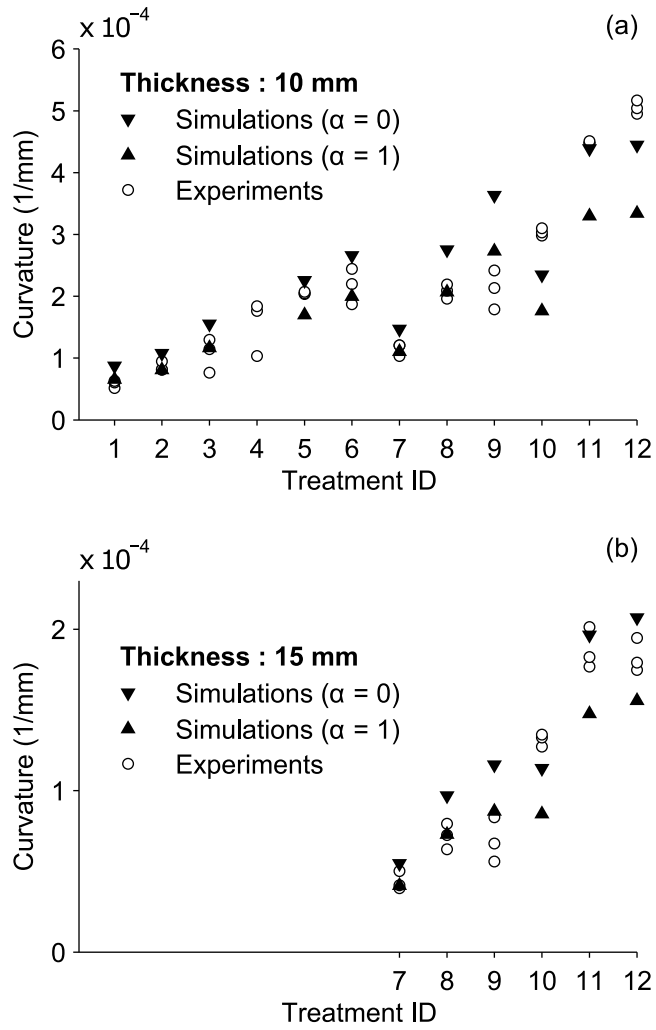 x 10⁻⁴
(a)
6
5
4
3
2
1
0
Curvature (1/mm)
Thickness : 10 mm
Simulations (α = 0)
Simulations (α = 1)
Experiments
1 2 3 4 5 6 7 8 9 10 11 12
Treatment ID
x 10⁻⁴
(b)
2
1
0
Curvature (1/mm)
Thickness : 15 mm
Simulations (α = 0)
Simulations (α = 1)
Experiments
7 8 9 10 11 12
Treatment ID